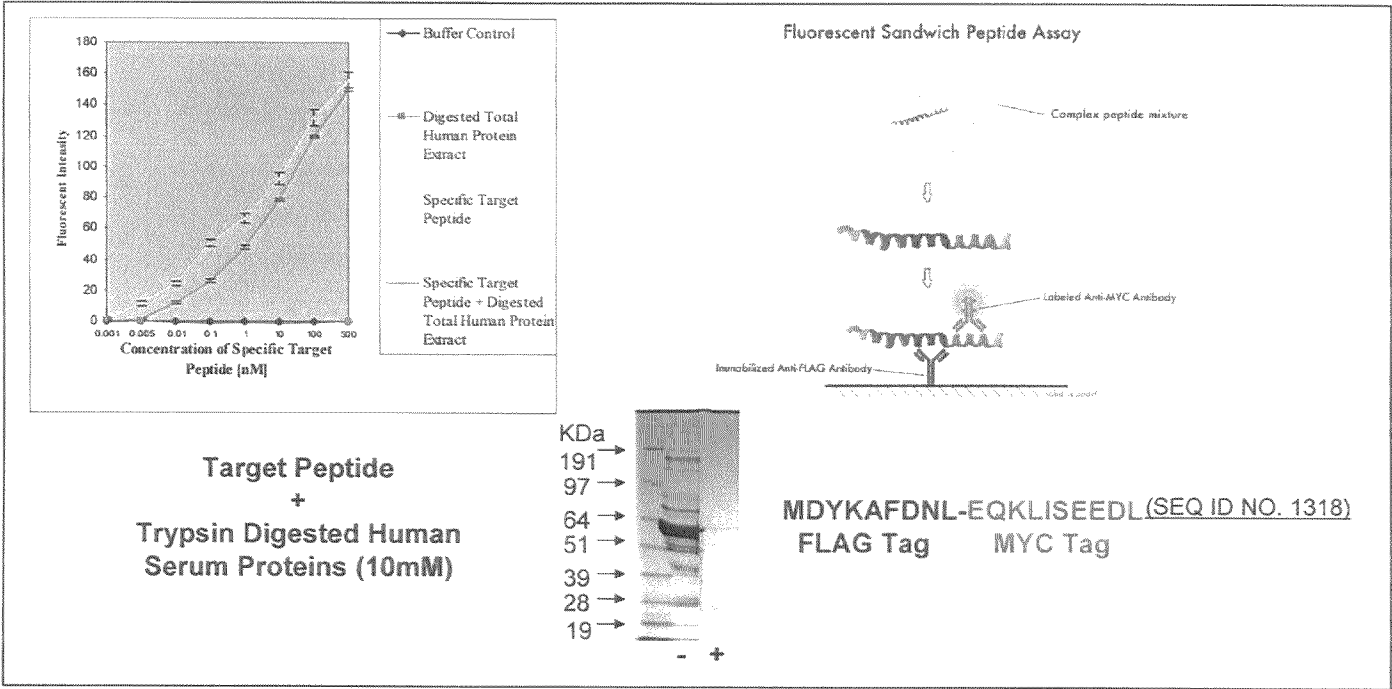 180
160
140
120
100
80
60
40
20
0
Fluorescent Intensity
0.001 0.005 0.01 0.1 1 10 100 500
Concentration of Specific Target
Peptide [nM]
Buffer Control
Digested Total
Human Protein
Extract
Specific Target
Peptide
Specific Target
Peptide + Digested
Total Human Protein
Extract
Fluorescent Sandwich Peptide Assay
Complex peptide mixture
Labeled Anti-MYC Antibody
Immobilized Anti-FLAG Antibody
Target Peptide
+
Trypsin Digested Human
Serum Proteins (10mM)
KDa
191
97
64
51
39
28
19
- +
MDYKAFDNL-EQKLISEEDL(SEQ ID NO. 1318)
FLAG Tag MYC Tag